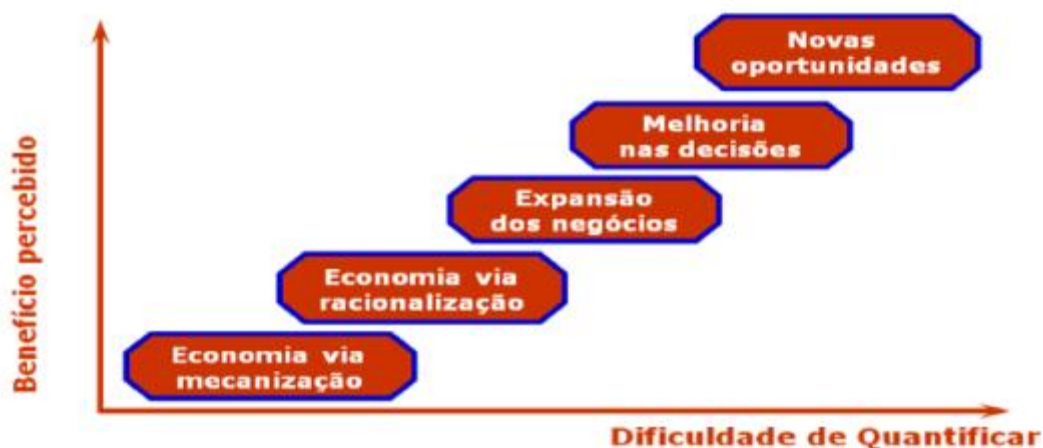 Novas
oportunidades
Melhoria
nas decisões
Expansão
dos negócios
Economia via
racionalização
Economia via
mecanização
Benefício percebido
Dificuldade de Quantificar